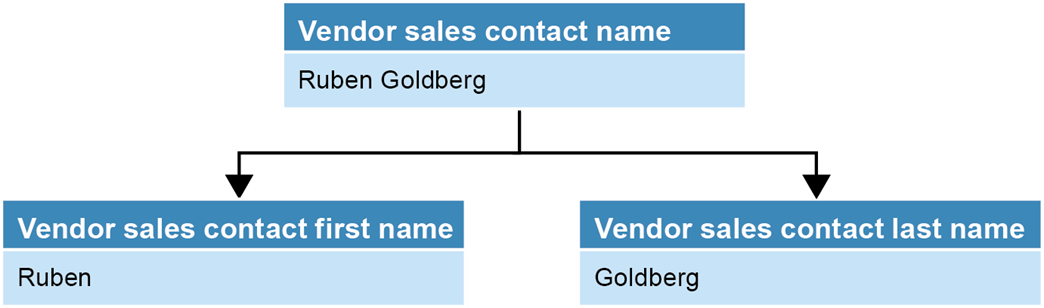 Vendor sales contact name
Ruben Goldberg
Vendor sales contact first name
Ruben
Vendor sales contact last name
Goldberg